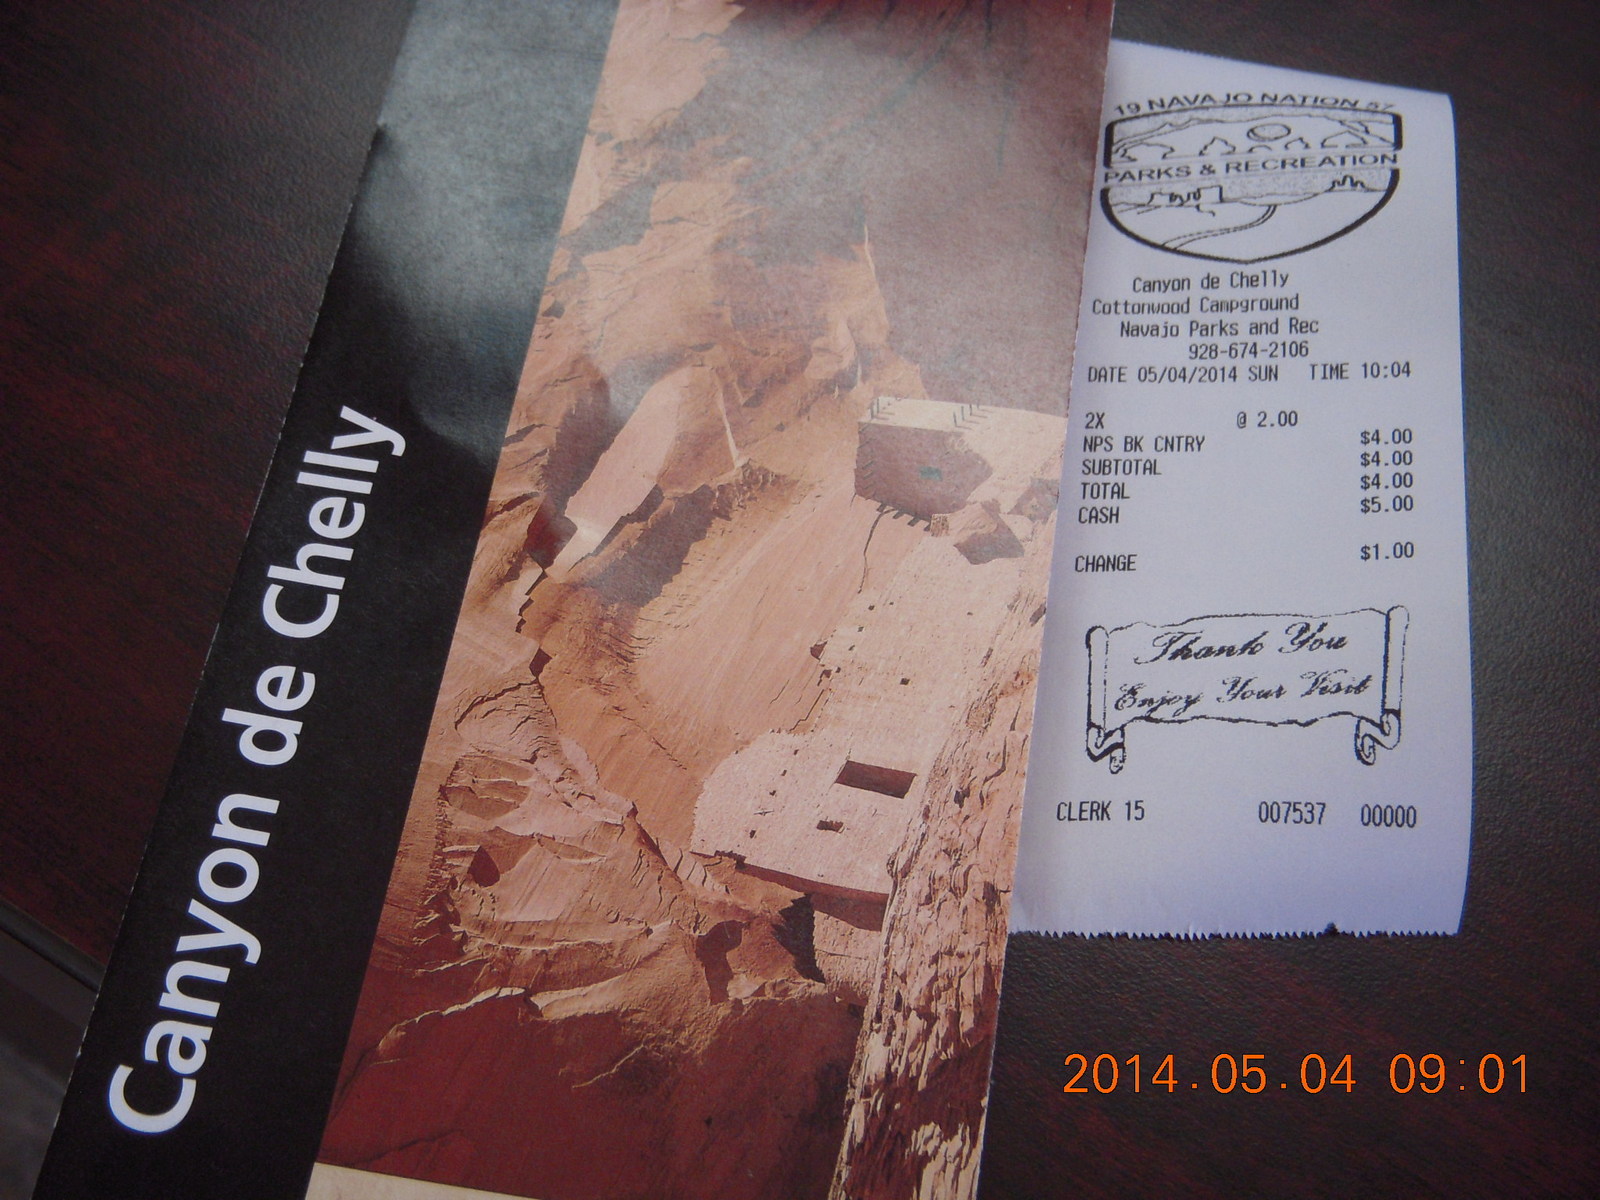 Canyon de Chelly
19 NAVAJO NATION 57
PARKS & RECREATION
Canyon de Chelly
Cottonwood Campground
Navajo Parks and Rec
928-674-2106
DATE 05/04/2014 SUN TIME 10:04
2X @ 2.00
NPS BK CNTRY $4.00
SUBTOTAL $4.00
TOTAL $4.00
CASH $5.00
CHANGE $1.00
Thank You
Enjoy Your Visit
CLERK 15 007537 00000
2014.05.04 09:01